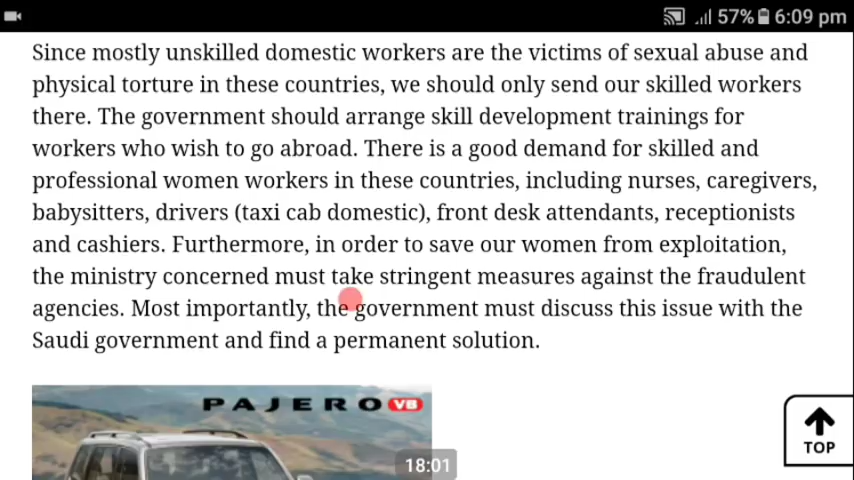 57% 6:09 pm
Since mostly unskilled domestic workers are the victims of sexual abuse and
physical torture in these countries, we should only send our skilled workers
there. The government should arrange skill development trainings for
workers who wish to go abroad. There is a good demand for skilled and
professional women workers in these countries, including nurses, caregivers,
babysitters, drivers (taxi cab domestic), front desk attendants, receptionists
and cashiers. Furthermore, in order to save our women from exploitation,
the ministry concerned must take stringent measures against the fraudulent
agencies. Most importantly, the government must discuss this issue with the
Saudi government and find a permanent solution.
PAJERO VB
TOP
18:01